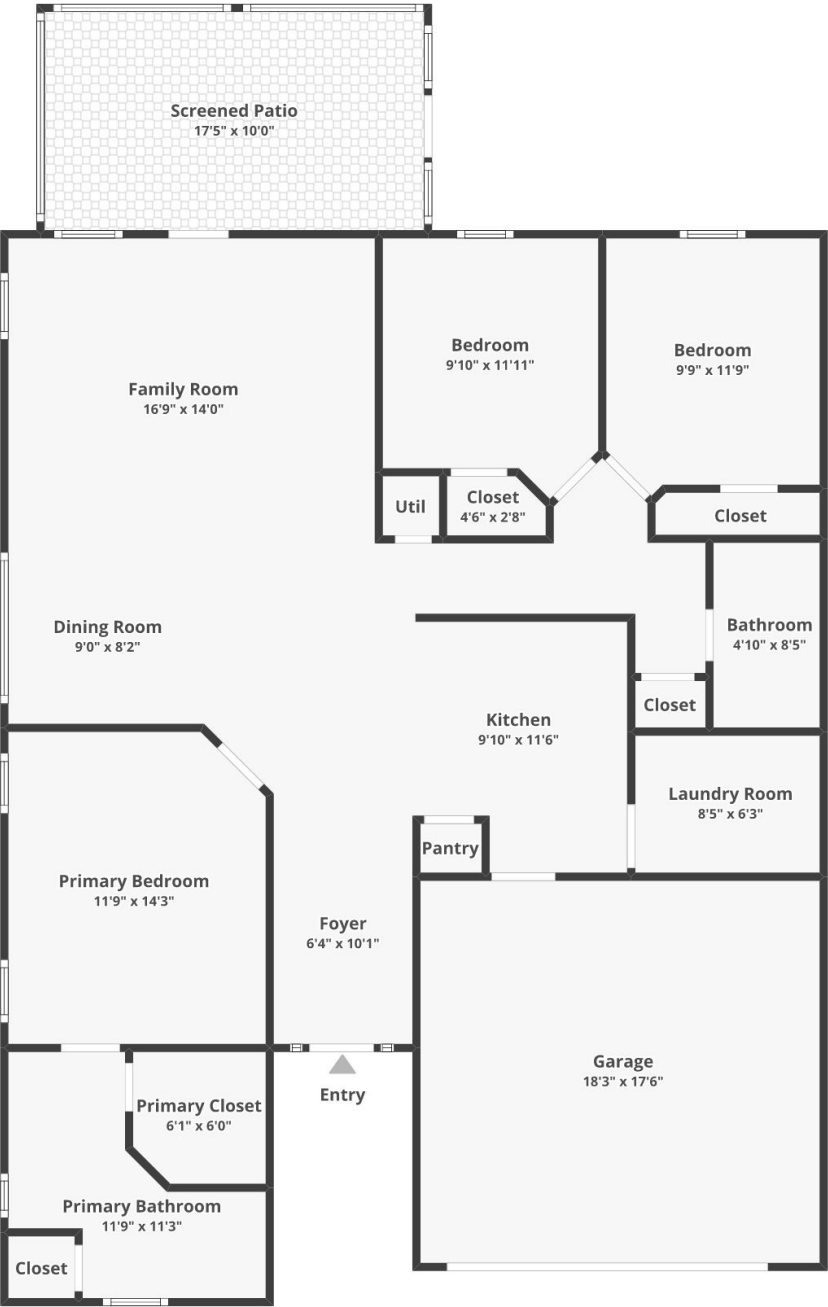 Screened Patio
17'5" x 10'0"
Family Room
16'9" x 14'0"
Bedroom
9'10" x 11'11"
Bedroom
9'9" x 11'9"
Util
Closet
4'6" x 2'8"
Closet
Dining Room
9'0" x 8'2"
Bathroom
4'10" x 8'5"
Closet
Kitchen
9'10" x 11'6"
Laundry Room
8'5" x 6'3"
Pantry
Primary Bedroom
11'9" x 14'3"
Foyer
6'4" x 10'1"
Garage
18'3" x 17'6"
Entry
Primary Closet
6'1" x 6'0"
Primary Bathroom
11'9" x 11'3"
Closet